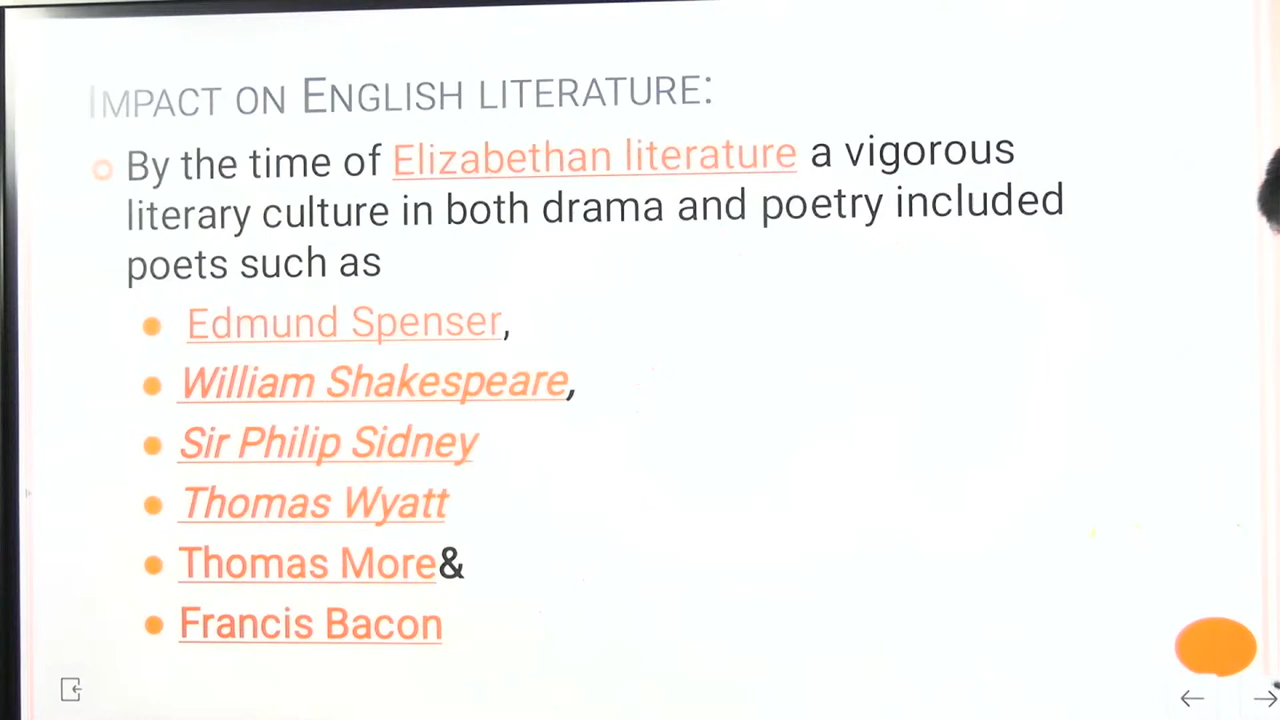 IMPACT ON ENGLISH LITERATURE:
By the time of Elizabethan literature a vigorous
literary culture in both drama and poetry included
poets such as
Edmund Spenser,
William Shakespeare,
Sir Philip Sidney
Thomas Wyatt
Thomas More&
Francis Bacon